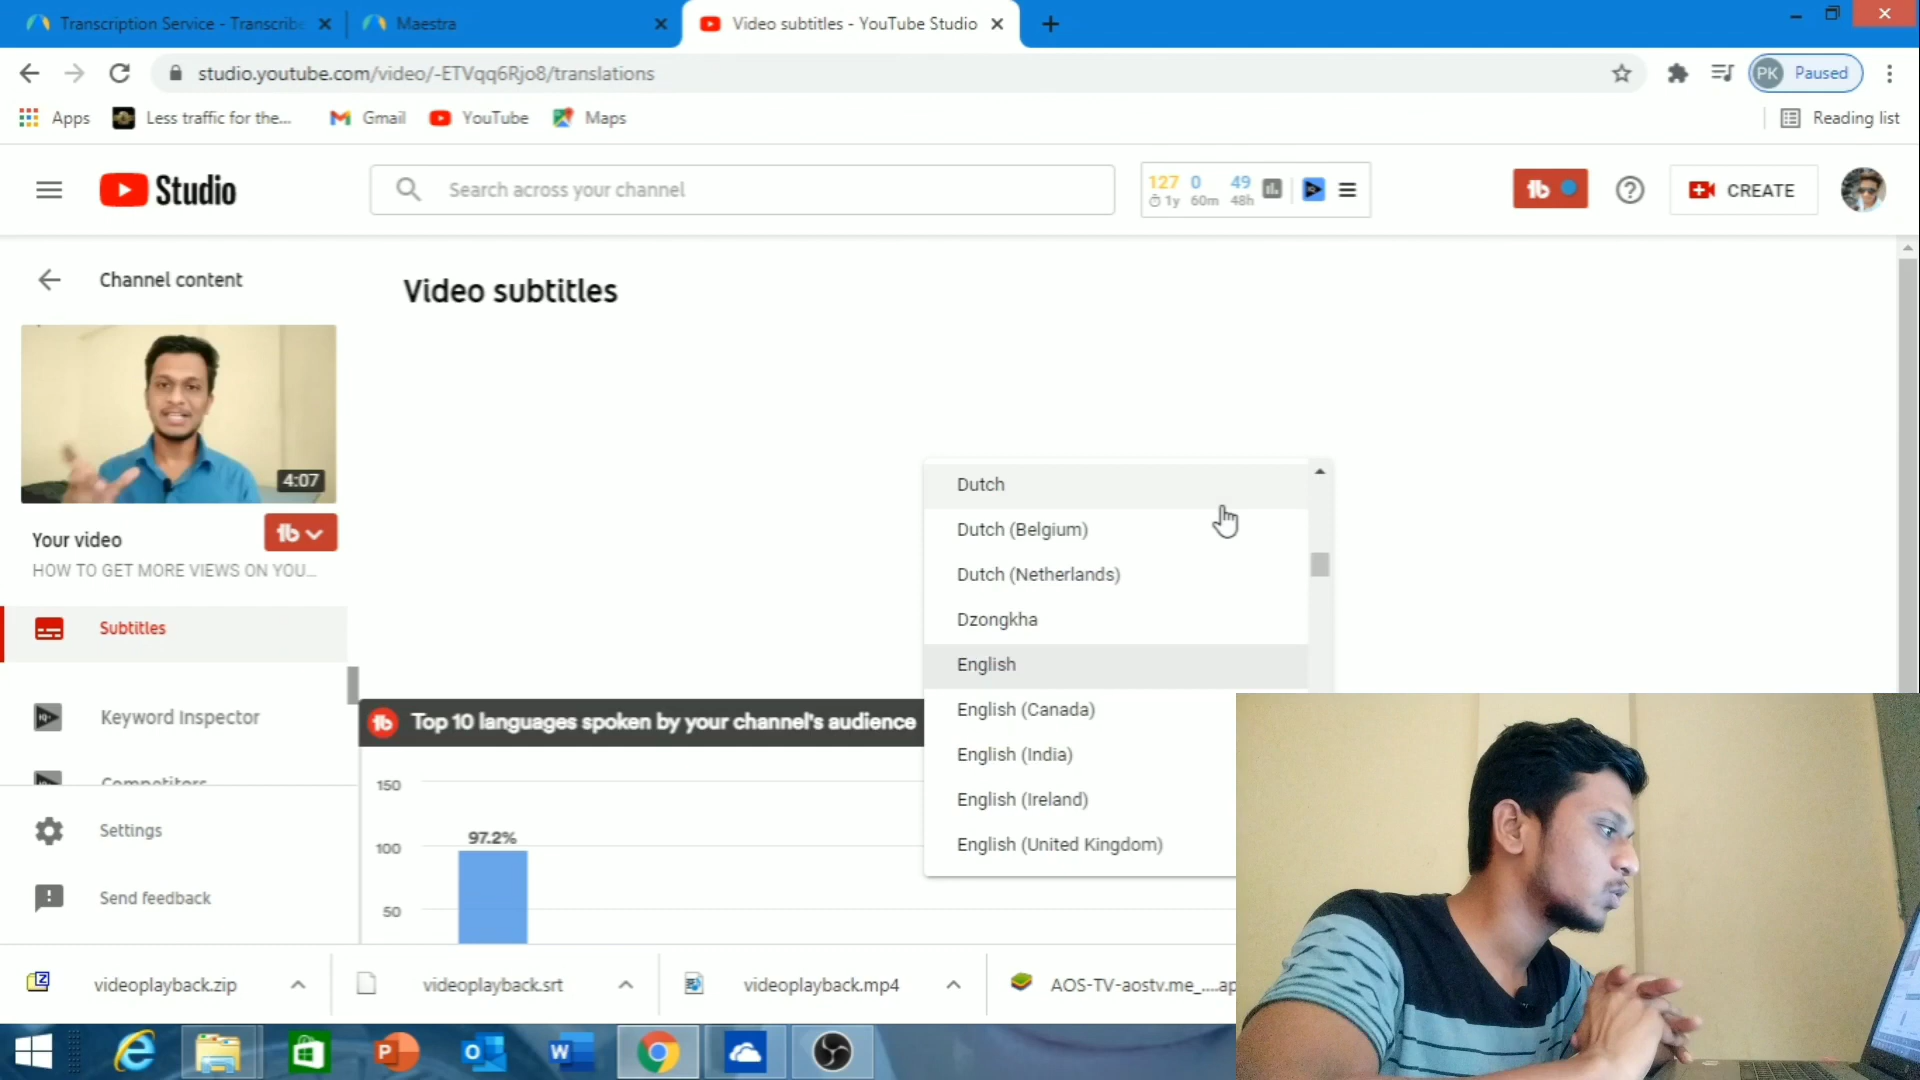 Transcription Service - Transcribe
Maestra
Video subtitles - YouTube Studio
studio.youtube.com/video/-ETVqq6Rjo8/translations
PK Paused
Apps
Less traffic for the...
Gmail
YouTube
Maps
Reading list
Studio
Search across your channel
127 0 49
1y 60m 48h
CREATE
Channel content
Video subtitles
4:07
Your video
HOW TO GET MORE VIEWS ON YOU...
Subtitles
Keyword Inspector
Competitors
Settings
Send feedback
Dutch
Dutch (Belgium)
Dutch (Netherlands)
Dzongkha
English
English (Canada)
English (India)
English (Ireland)
English (United Kingdom)
Top 10 languages spoken by your channel's audience
150
97.2%
100
50
videoplayback.zip
videoplayback.srt
videoplayback.mp4
AOS-TV-aostv.me_....ap